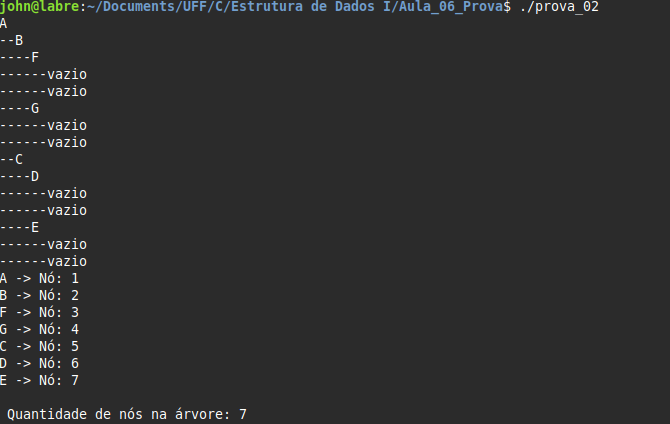 john@labre:~/Documents/UFF/C/Estrutura de Dados I/Aula_06_Prova$ ./prova_02
A
--B
----F
------vazio
------vazio
----G
------vazio
------vazio
--C
----D
------vazio
------vazio
----E
------vazio
------vazio
A -> Nó: 1
B -> Nó: 2
F -> Nó: 3
G -> Nó: 4
C -> Nó: 5
D -> Nó: 6
E -> Nó: 7
Quantidade de nós na árvore: 7